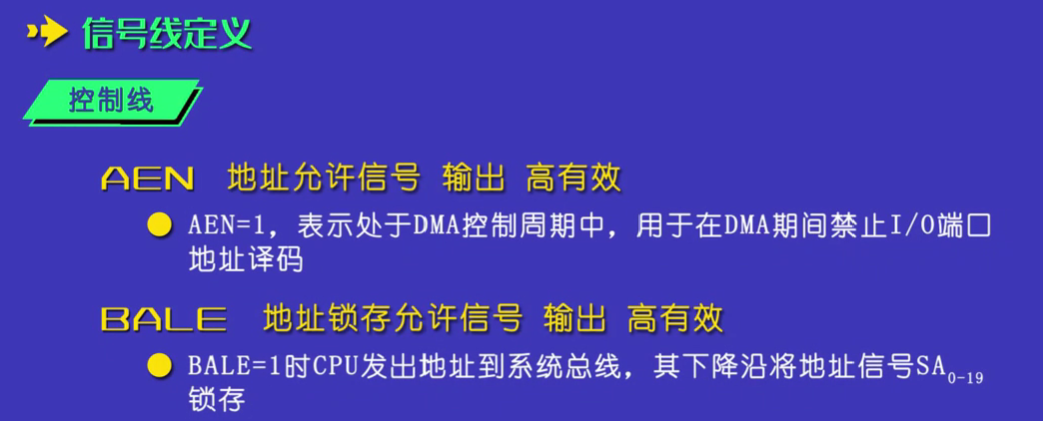 信号线定义
控制线
AEN 地址允许信号 输出 高有效
AEN=1，表示处于DMA控制周期中，用于在DMA期间禁止I/O端口
地址译码
BALE 地址锁存允许信号 输出 高有效
BALE=1时CPU发出地址到系统总线，其下降沿将地址信号SA0-19
锁存